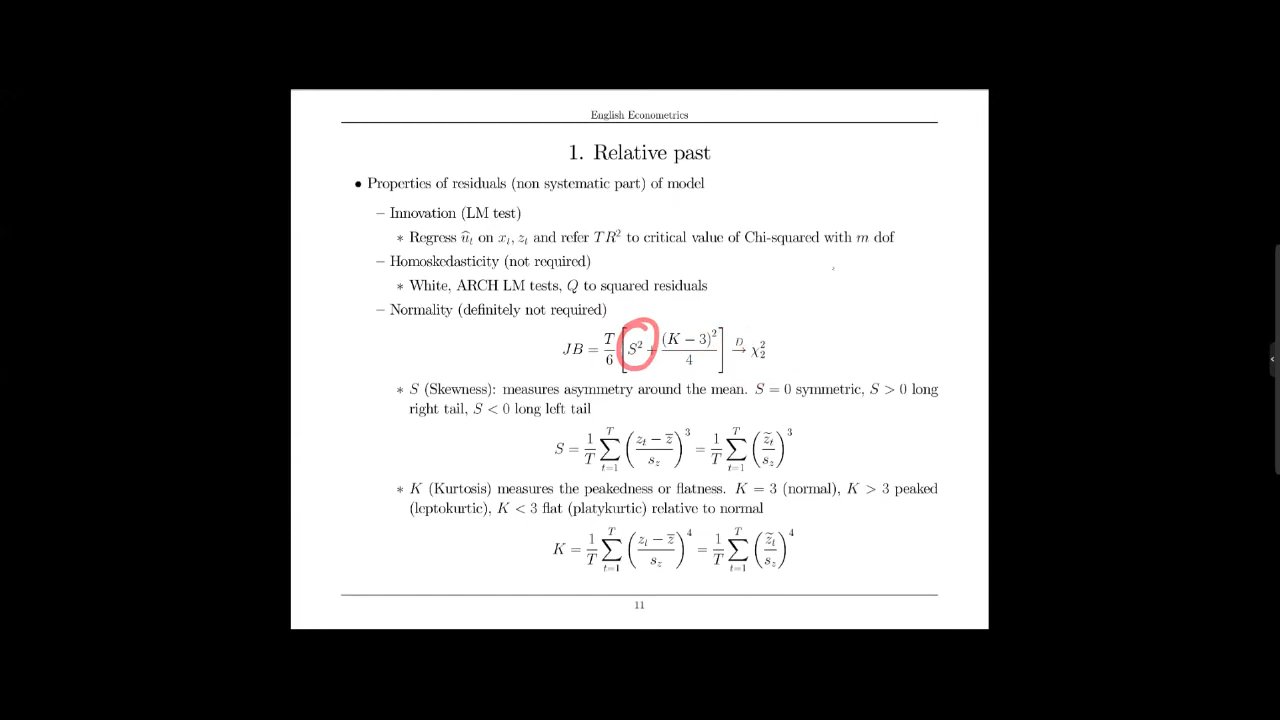 English Econometrics
1. Relative past
• Properties of residuals (non systematic part) of model
– Innovation (LM test)
∗ Regress û_t on x_t, z_t and refer TR² to critical value of Chi-squared with m dof
– Homoskedasticity (not required)
∗ White, ARCH LM tests, Q to squared residuals
– Normality (definitely not required)
JB = T/6 [S² + (K − 3)²/4] →^D χ²_2
∗ S (Skewness): measures asymmetry around the mean. S = 0 symmetric, S > 0 long
right tail, S < 0 long left tail
S = 1/T ∑_{t=1}^{T} ((z_t − z̅)/s_z)³ = 1/T ∑_{t=1}^{T} (z̃_t/s_z)³
∗ K (Kurtosis) measures the peakedness or flatness. K = 3 (normal), K > 3 peaked
(leptokurtic), K < 3 flat (platykurtic) relative to normal
K = 1/T ∑_{t=1}^{T} ((z_t − z̅)/s_z)⁴ = 1/T ∑_{t=1}^{T} (z̃_t/s_z)⁴
11